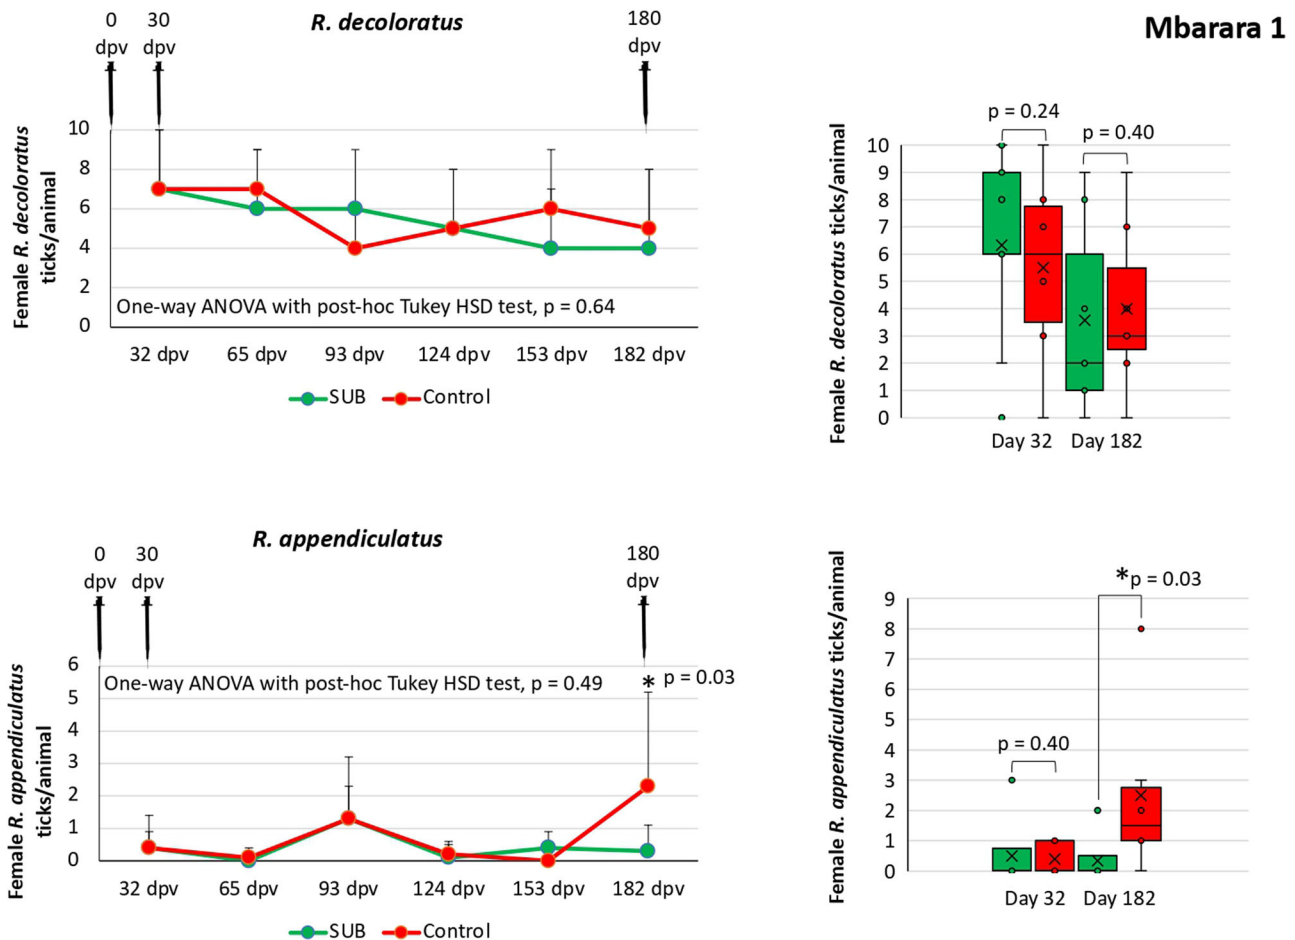 Mbarara 1
R. decoloratus
0
dpv
30
dpv
180
dpv
Female R. decoloratus
ticks/animal
10
8
6
4
2
0
One-way ANOVA with post-hoc Tukey HSD test, p = 0.64
32 dpv 65 dpv 93 dpv 124 dpv 153 dpv 182 dpv
SUB Control
p = 0.24
p = 0.40
Female R. decoloratus ticks/animal
10
9
8
7
6
5
4
3
2
1
0
Day 32 Day 182
R. appendiculatus
0
dpv
30
dpv
180
dpv
Female R. appendiculatus
ticks/animal
6
5
4
3
2
1
0
One-way ANOVA with post-hoc Tukey HSD test, p = 0.49
* p = 0.03
32 dpv 65 dpv 93 dpv 124 dpv 153 dpv 182 dpv
SUB Control
*p = 0.03
p = 0.40
Female R. appendiculatus ticks/animal
9
8
7
6
5
4
3
2
1
0
Day 32 Day 182